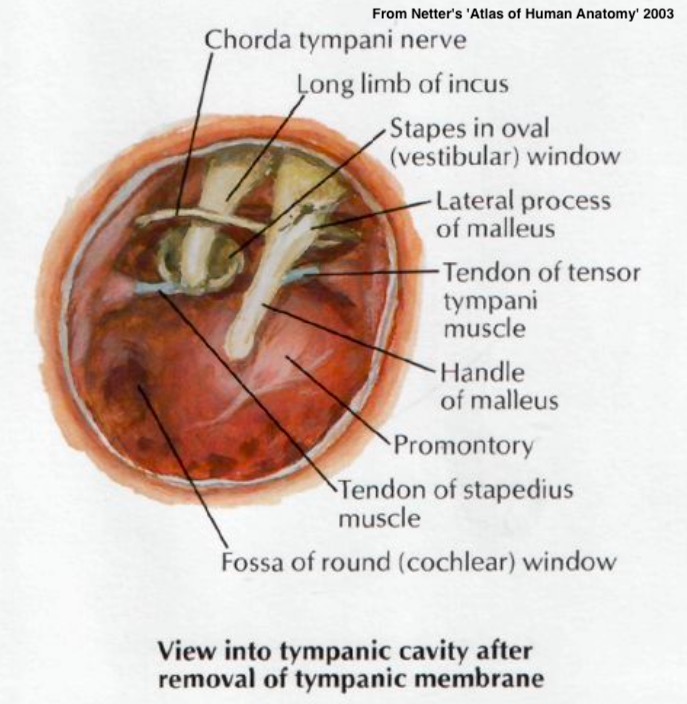 From Netter's 'Atlas of Human Anatomy' 2003
Chorda tympani nerve
Long limb of incus
Stapes in oval
(vestibular) window
Lateral process
of malleus
Tendon of tensor
tympani
muscle
Handle
of malleus
Promontory
Tendon of stapedius
muscle
Fossa of round (cochlear) window
View into tympanic cavity after
removal of tympanic membrane